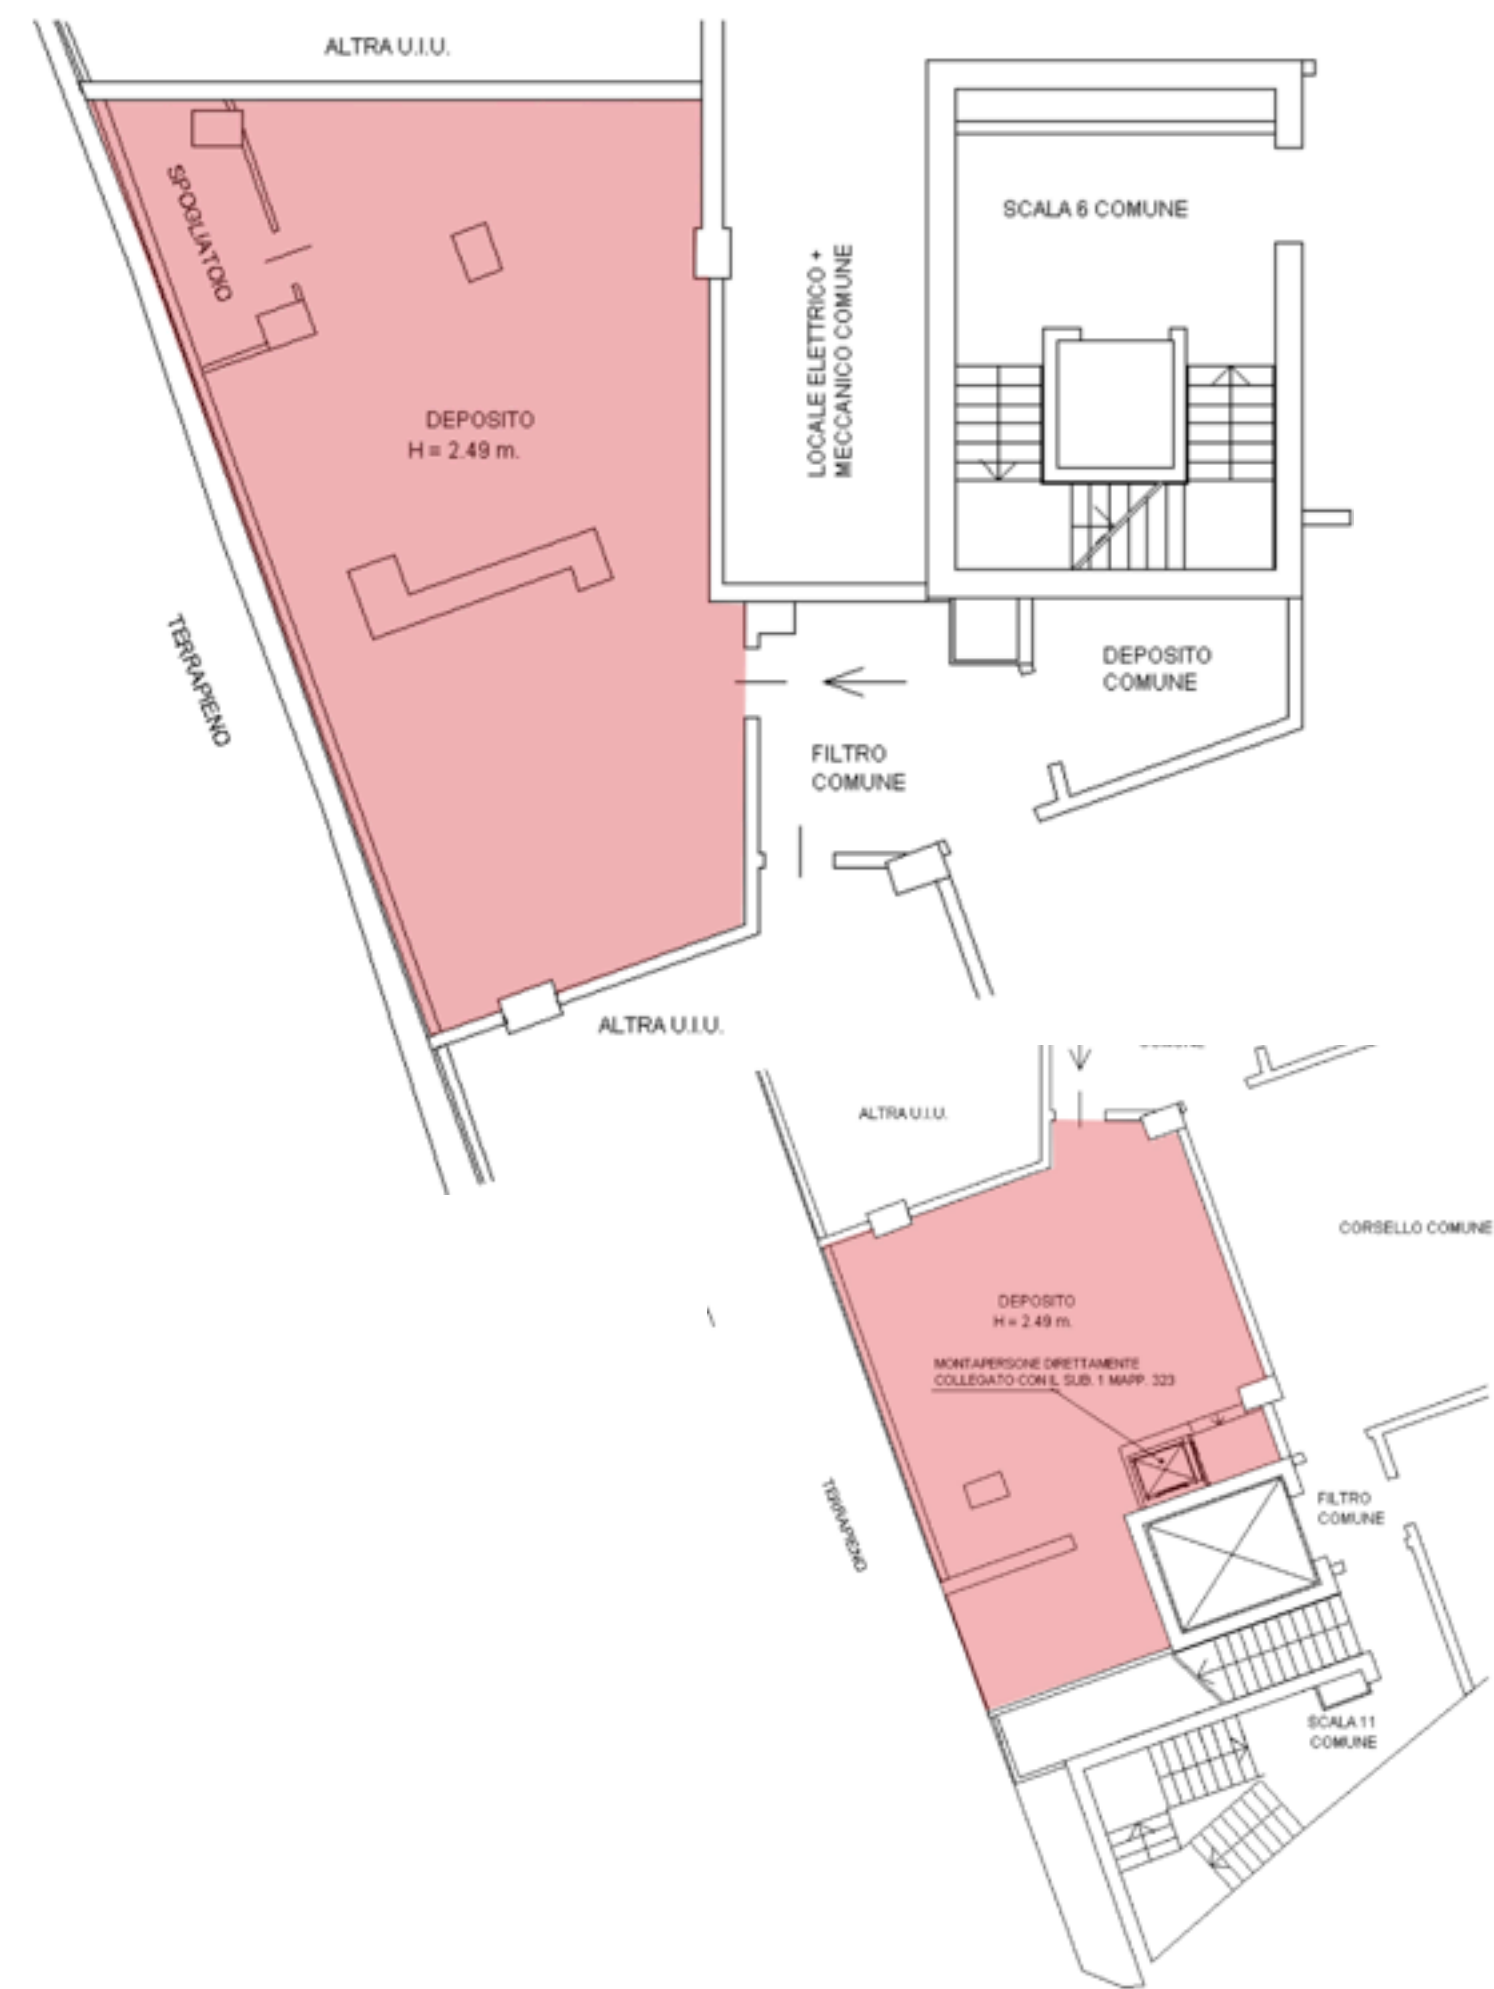 ALTRA U.I.U.
SPOGLIATOIO
SCALA 6 COMUNE
LOCALE ELETTRICO +
MECCANICO COMUNE
DEPOSITO
H = 2.49 m.
TERRAPIENO
DEPOSITO
COMUNE
FILTRO
COMUNE
ALTRA U.I.U.
ALTRA U.I.U.
CORSELLO COMUNE
DEPOSITO
H = 2.49 m.
MONTAPERSONE DIRETTAMENTE
COLLEGATO CON IL SUB. 1 MAPP. 323
TERRAPIENO
FILTRO
COMUNE
SCALA 11
COMUNE